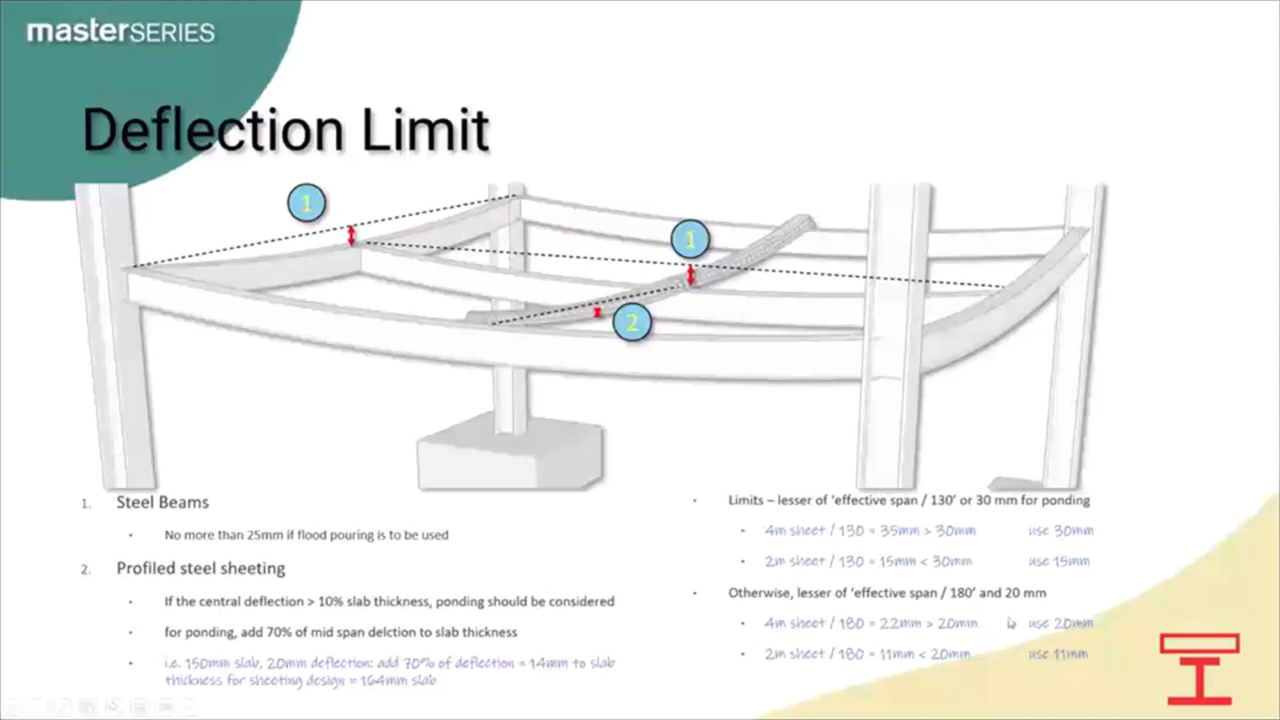 masterSERIES
Deflection Limit
1
1
2
1. Steel Beams
• No more than 25mm if flood pouring is to be used
2. Profiled steel sheeting
• If the central deflection > 10% slab thickness, ponding should be considered
• for ponding, add 70% of mid span delction to slab thickness
• i.e. 150mm slab, 20mm deflection: add 70% of deflection = 14mm to slab
thickness for sheeting design = 164mm slab
• Limits – lesser of 'effective span / 130' or 30 mm for ponding
• 4m sheet / 130 = 35mm > 30mm use 30mm
• 2m sheet / 130 = 15mm < 30mm use 15mm
• Otherwise, lesser of 'effective span / 180' and 20 mm
• 4m sheet / 180 = 22mm > 20mm use 20mm
• 2m sheet / 180 = 11mm < 20mm use 11mm